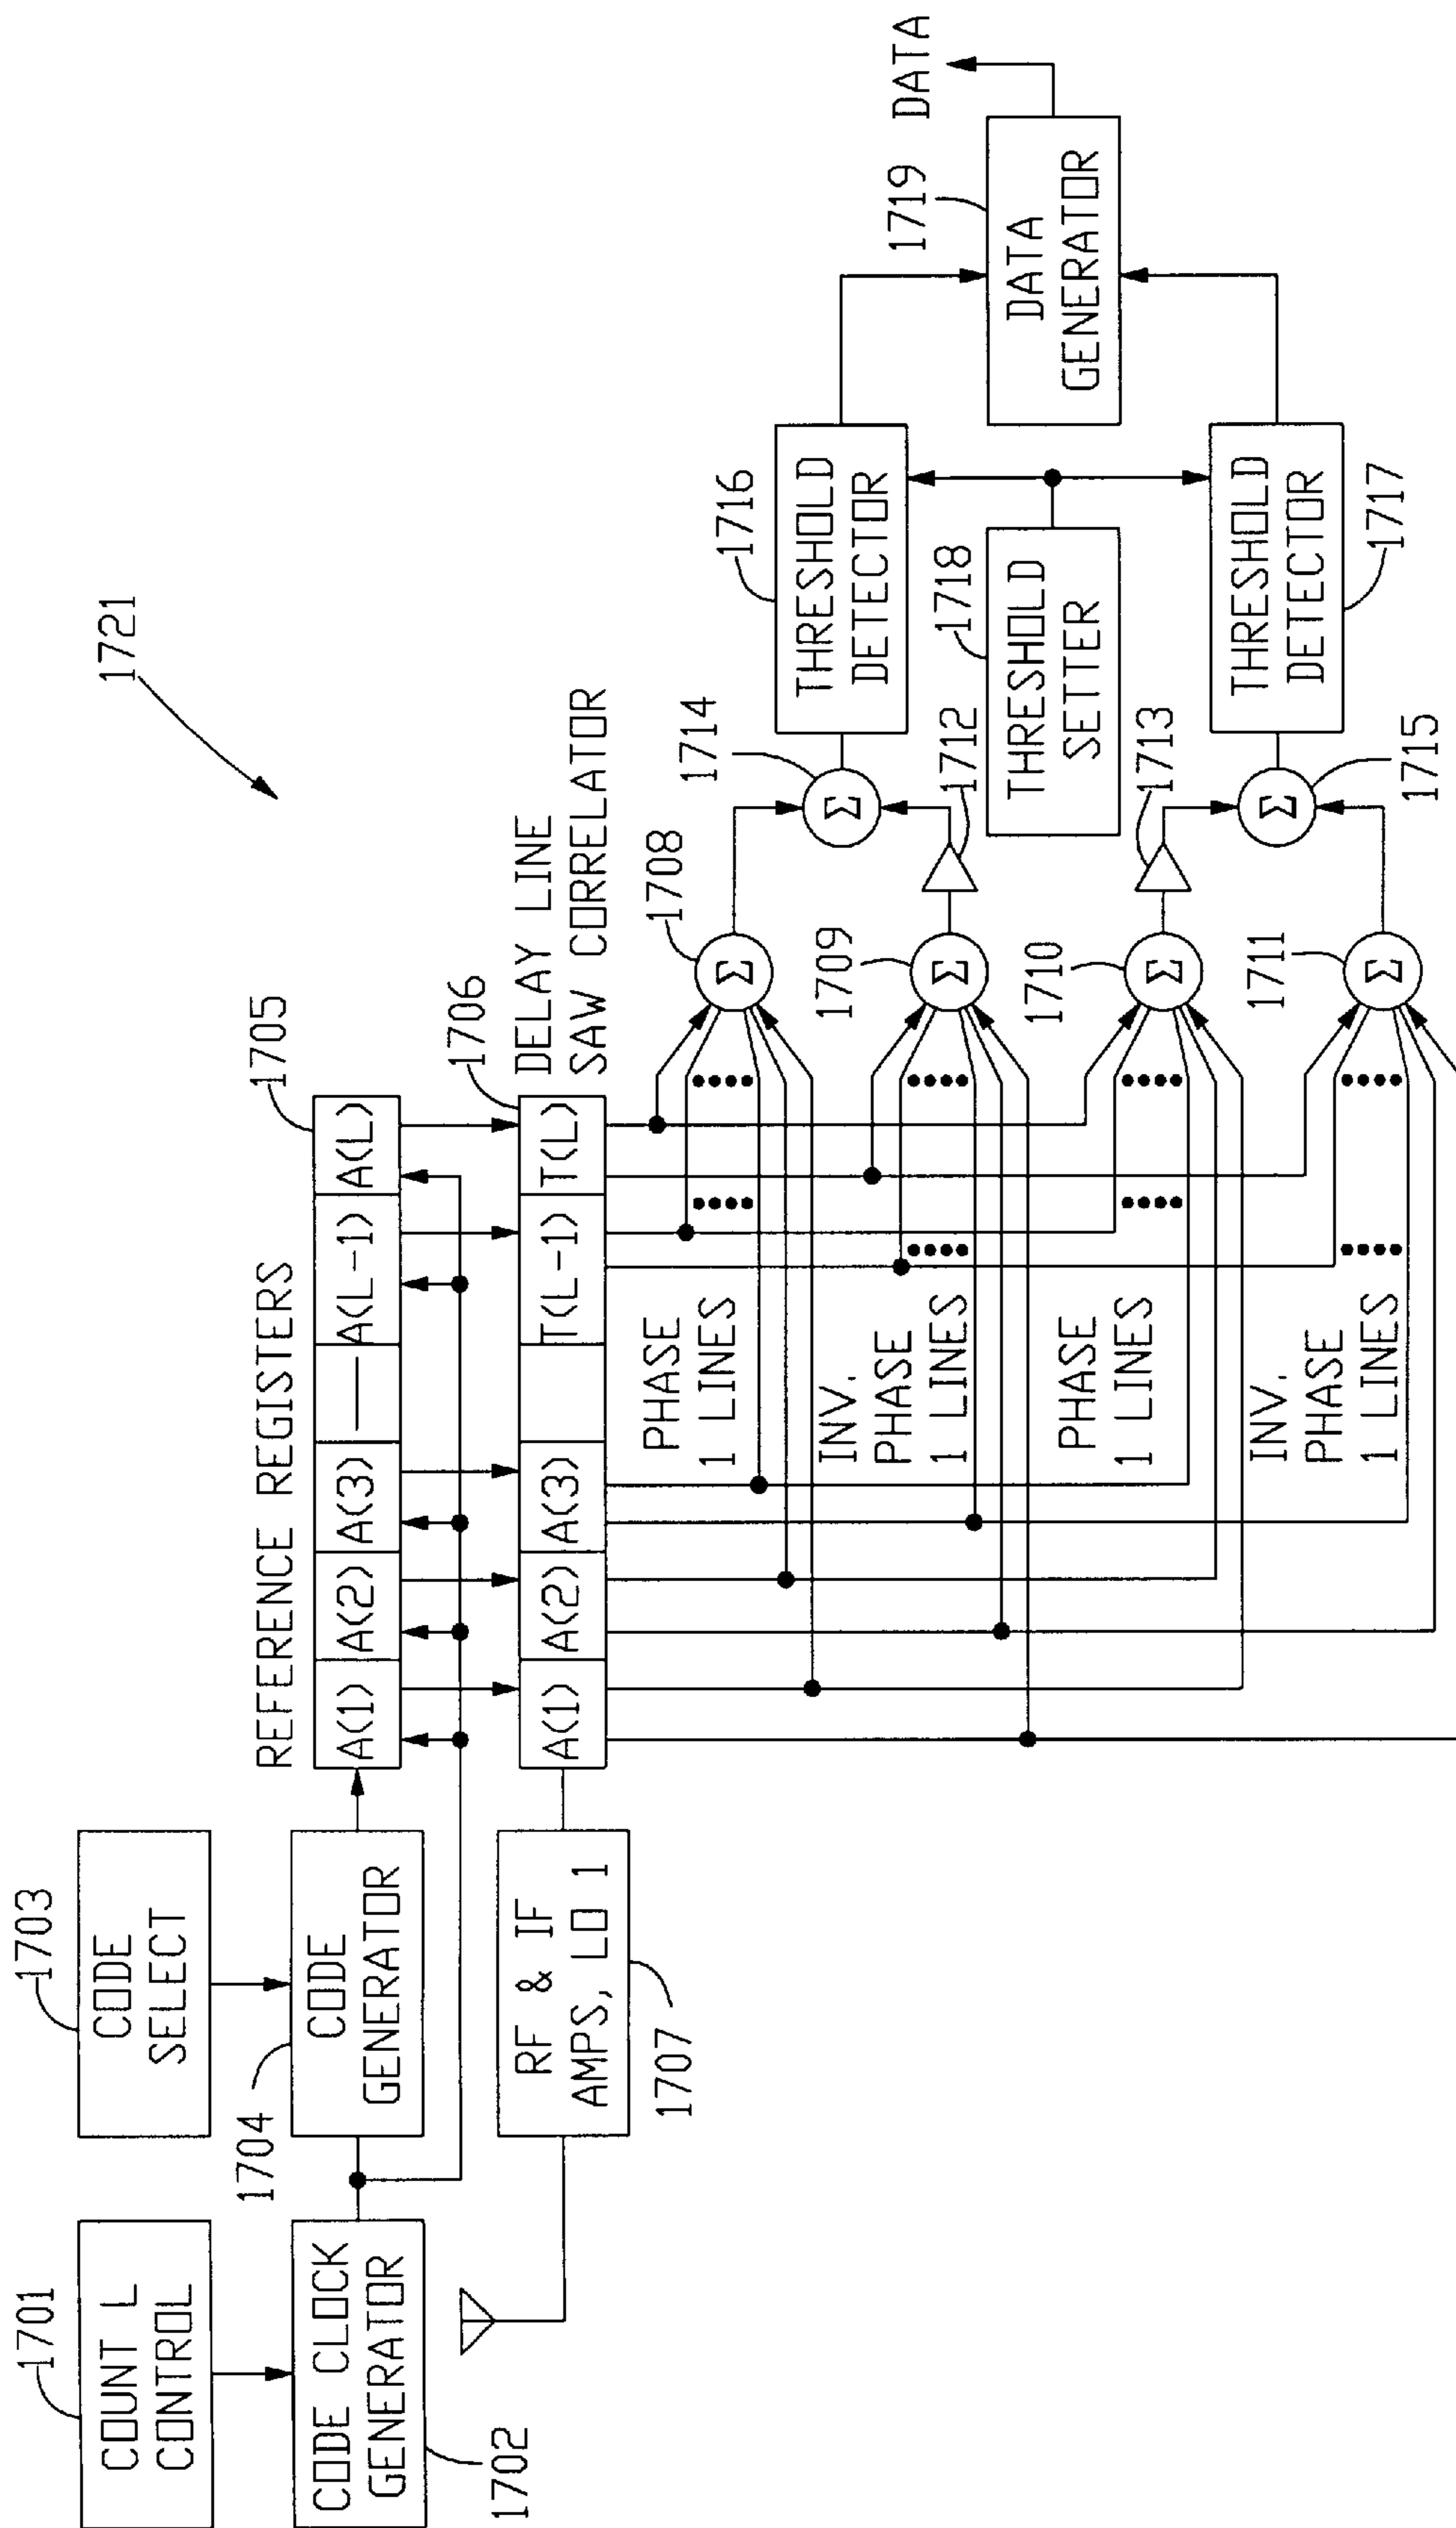 1721
1701
COUNT L
CONTROL
1703
CODE
SELECT
1702
CODE CLOCK
GENERATOR
1704
CODE
GENERATOR
REFERENCE REGISTERS
1705
A(1) A(2) A(3) A(L-1) A(L)
1707
RF & IF
AMPS, LO 1
1706
DELAY LINE
SAW CORRELATOR
A(1) A(2) A(3) T(L-1) T(L)
PHASE
1 LINES
1708
Σ
INV.
PHASE
1 LINES
1709
Σ
PHASE
1 LINES
1710
Σ
INV.
PHASE
1 LINES
1711
Σ
1712
1713
1714
Σ
1715
Σ
1716
THRESHOLD
DETECTOR
1718
THRESHOLD
SETTER
THRESHOLD
DETECTOR
1717
1719
DATA
GENERATOR
DATA